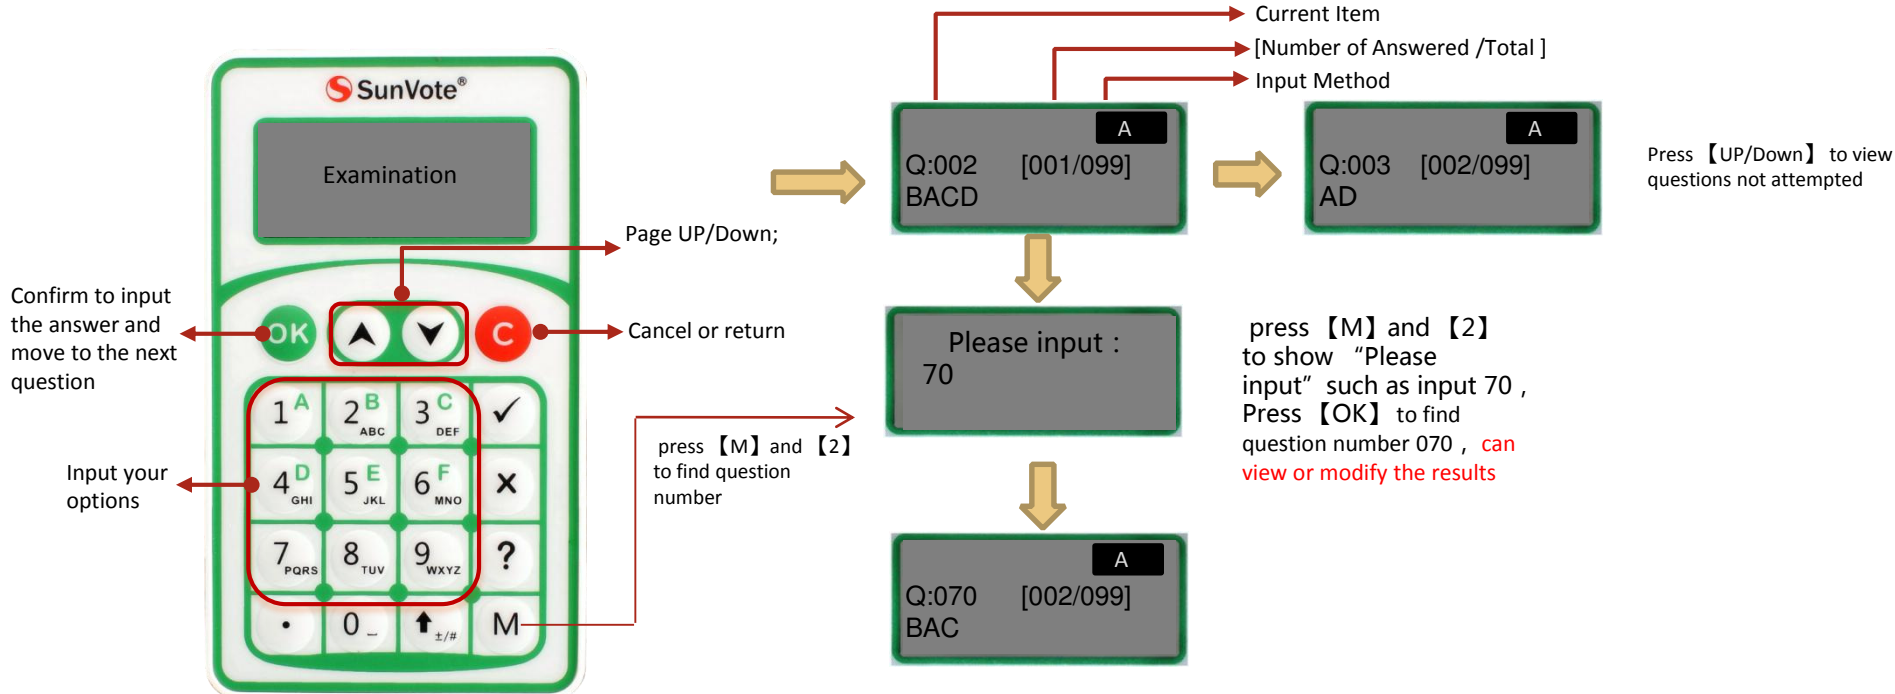 SunVote®
Examination
Confirm to input
the answer and
move to the next
question
Input your
options
Page UP/Down;
Cancel or return
OK
C
1 A
2 B ABC
3 C DEF
✓
4 D GHI
5 E JKL
6 F MNO
×
7 PQRS
8 TUV
9 WXYZ
?
•
0 _
⬆ ±/#
M
press 【M】and 【2】
to find question
number
Current Item
[Number of Answered /Total ]
Input Method
A
Q:002 [001/099]
BACD
A
Q:003 [002/099]
AD
Press 【UP/Down】 to view
questions not attempted
Please input :
70
press 【M】and 【2】
to show “Please
input” such as input 70 ,
Press 【OK】 to find
question number 070 , can
view or modify the results
A
Q:070 [002/099]
BAC